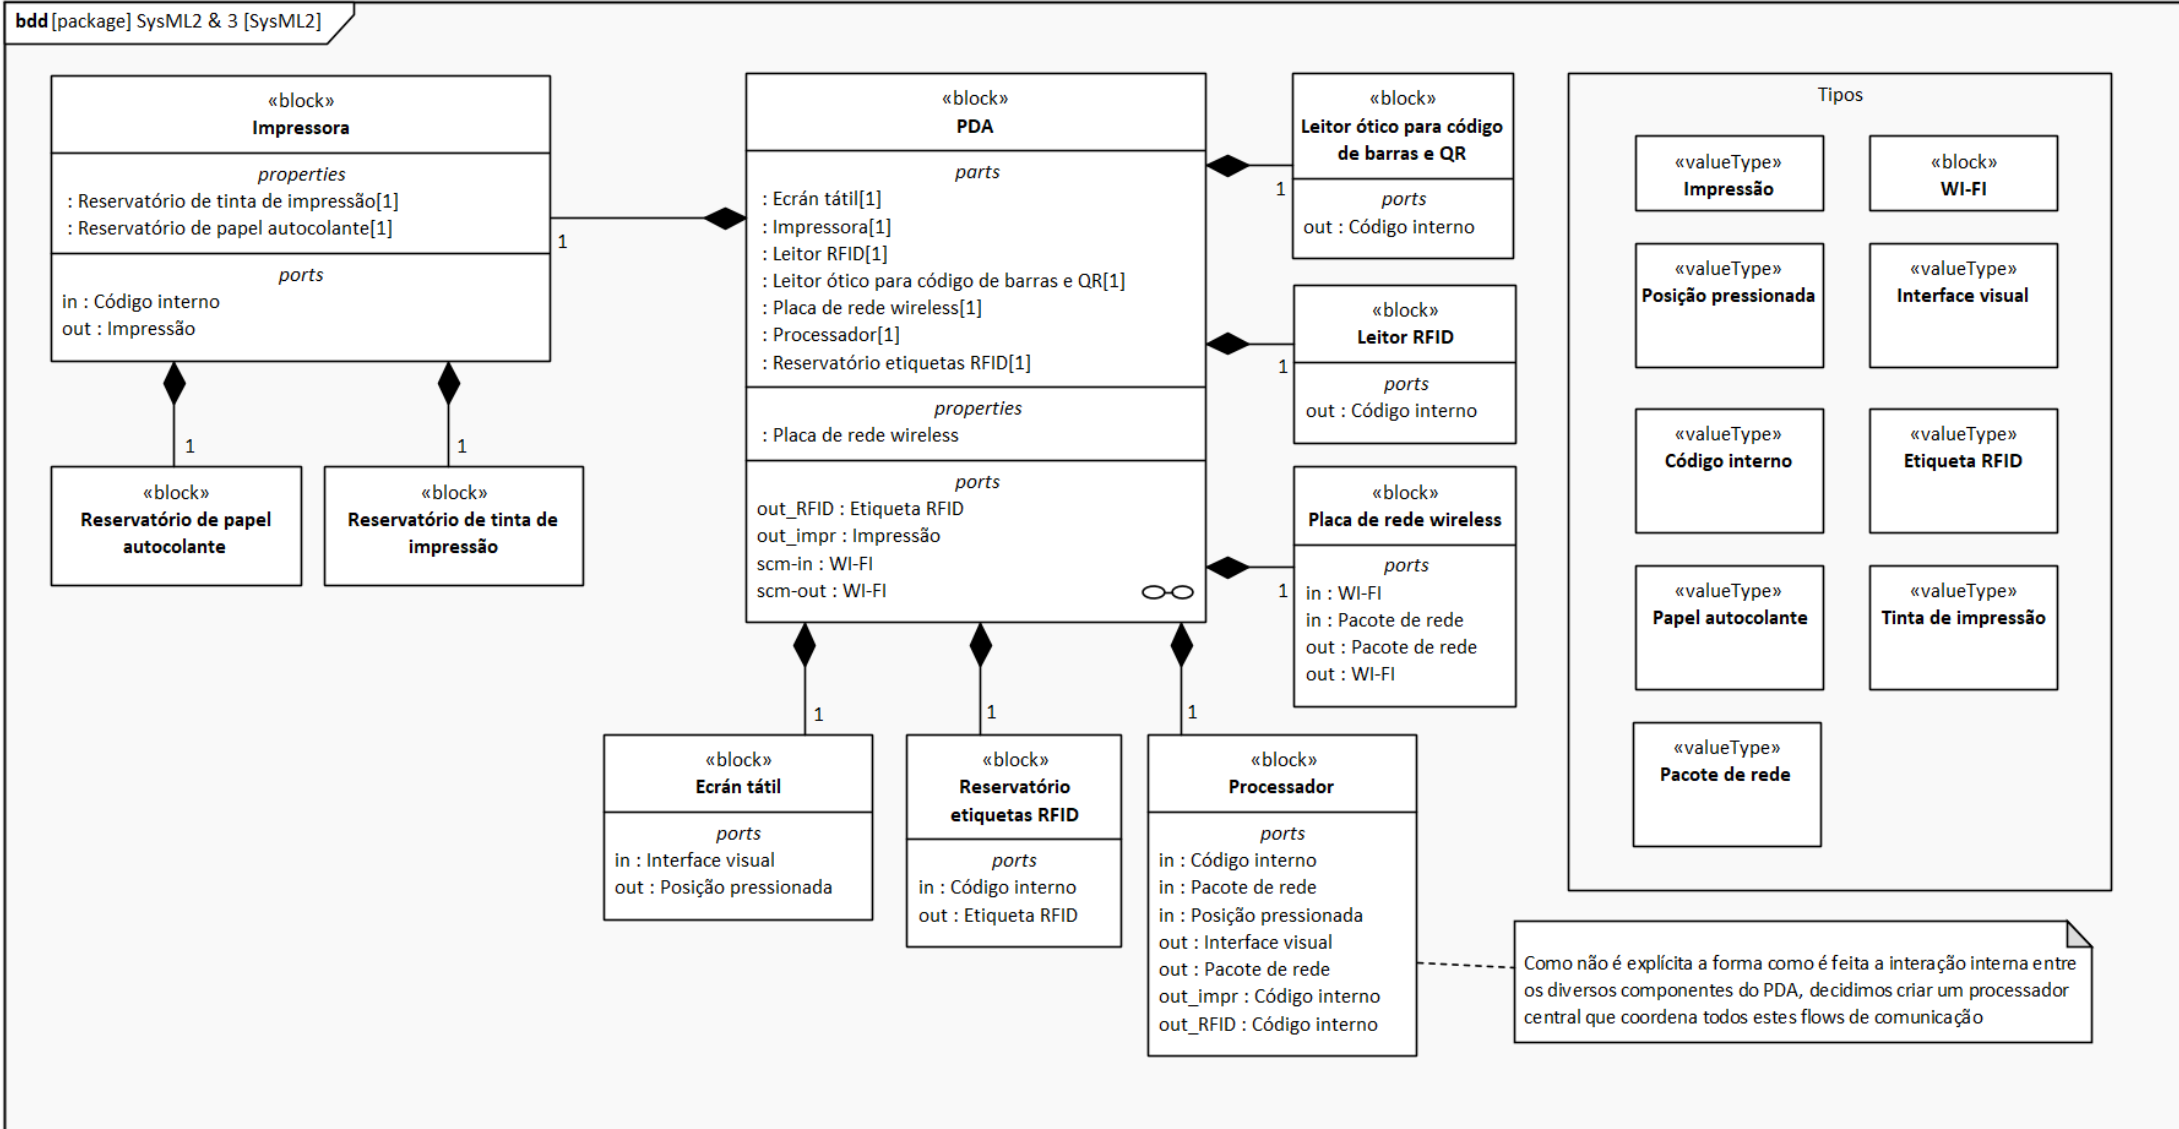 bdd [package] SysML2 & 3 [SysML2]
«block»
Impressora
properties
: Reservatório de tinta de impressão[1]
: Reservatório de papel autocolante[1]
ports
in : Código interno
out : Impressão
1
1
1
«block»
Reservatório de papel
autocolante
«block»
Reservatório de tinta de
impressão
«block»
PDA
parts
: Ecrán tátil[1]
: Impressora[1]
: Leitor RFID[1]
: Leitor ótico para código de barras e QR[1]
: Placa de rede wireless[1]
: Processador[1]
: Reservatório etiquetas RFID[1]
properties
: Placa de rede wireless
ports
out_RFID : Etiqueta RFID
out_impr : Impressão
scm-in : WI-FI
scm-out : WI-FI
1
1
1
«block»
Leitor ótico para código
de barras e QR
ports
out : Código interno
«block»
Leitor RFID
ports
out : Código interno
«block»
Placa de rede wireless
ports
in : WI-FI
in : Pacote de rede
out : Pacote de rede
out : WI-FI
1
1
1
«block»
Ecrán tátil
ports
in : Interface visual
out : Posição pressionada
«block»
Reservatório
etiquetas RFID
ports
in : Código interno
out : Etiqueta RFID
«block»
Processador
ports
in : Código interno
in : Pacote de rede
in : Posição pressionada
out : Interface visual
out : Pacote de rede
out_impr : Código interno
out_RFID : Código interno
Tipos
«valueType»
Impressão
«block»
WI-FI
«valueType»
Posição pressionada
«valueType»
Interface visual
«valueType»
Código interno
«valueType»
Etiqueta RFID
«valueType»
Papel autocolante
«valueType»
Tinta de impressão
«valueType»
Pacote de rede
Como não é explícita a forma como é feita a interação interna entre
os diversos componentes do PDA, decidimos criar um processador
central que coordena todos estes flows de comunicação